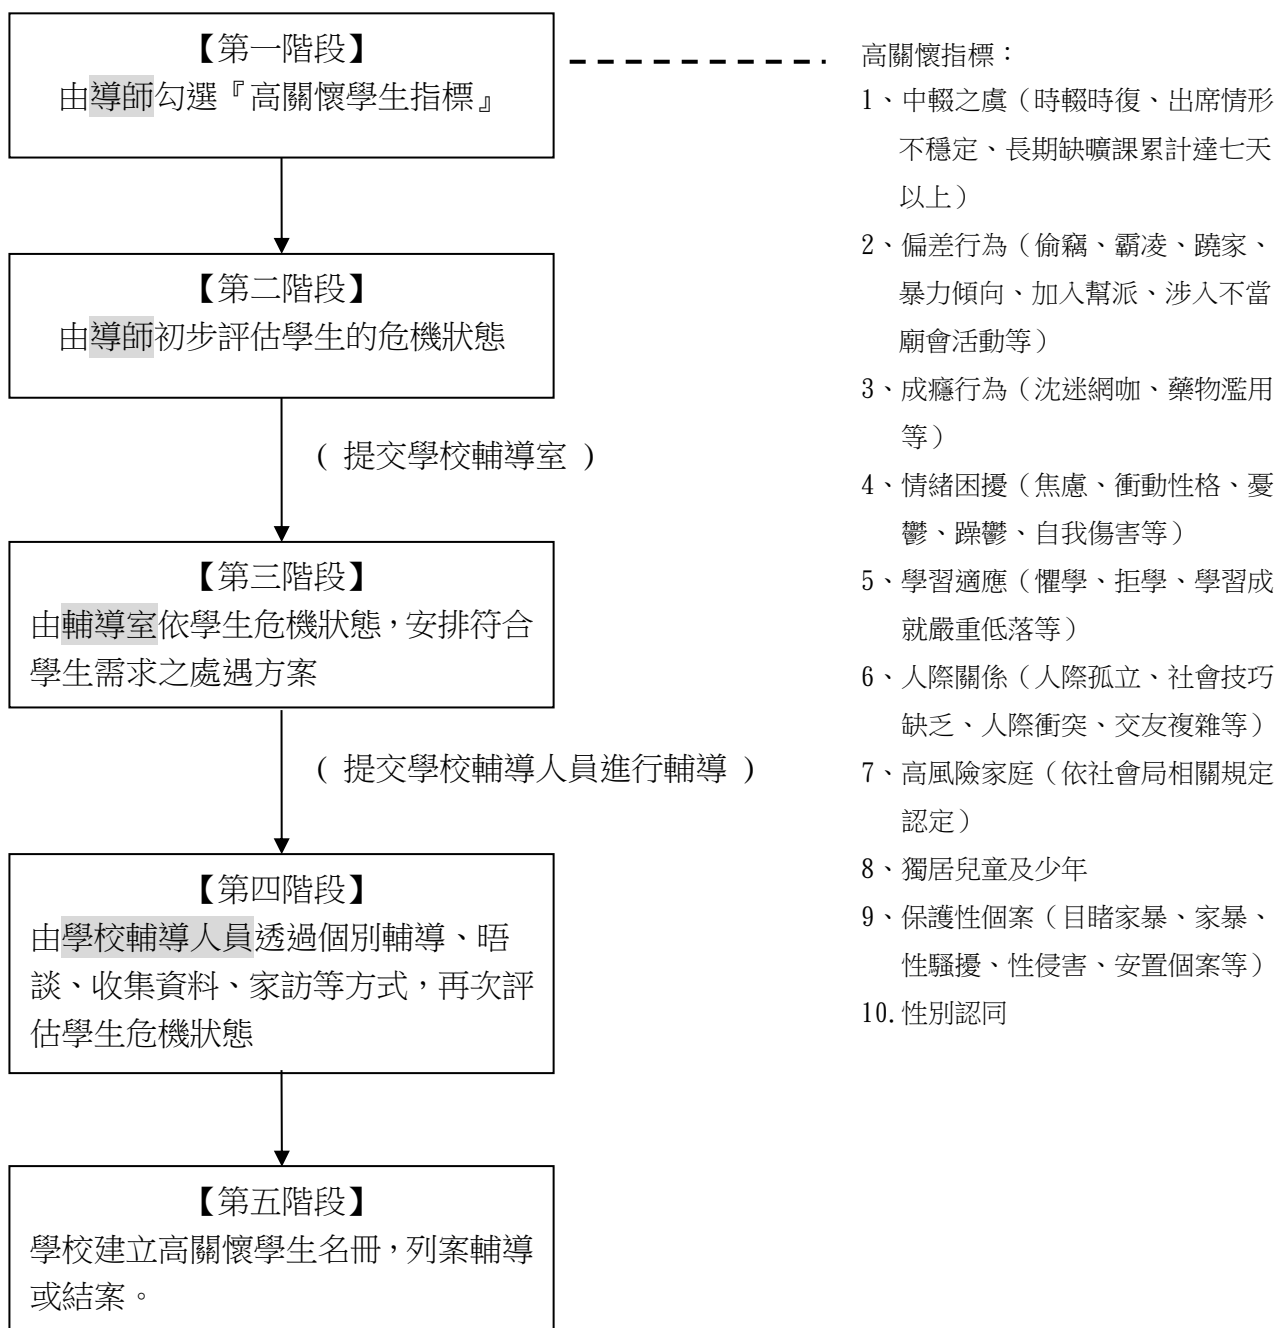 【第一階段】
由導師勾選『高關懷學生指標』
【第二階段】
由導師初步評估學生的危機狀態
( 提交學校輔導室 )
【第三階段】
由輔導室依學生危機狀態,安排符合
學生需求之處遇方案
( 提交學校輔導人員進行輔導 )
【第四階段】
由學校輔導人員透過個別輔導、晤
談、收集資料、家訪等方式,再次評
估學生危機狀態
【第五階段】
學校建立高關懷學生名冊,列案輔導
或結案。
高關懷指標：
1、中輟之虞（時輟時復、出席情形
不穩定、長期缺曠課累計達七天
以上）
2、偏差行為（偷竊、霸凌、蹺家、
暴力傾向、加入幫派、涉入不當
廟會活動等）
3、成癮行為（沈迷網咖、藥物濫用
等）
4、情緒困擾（焦慮、衝動性格、憂
鬱、躁鬱、自我傷害等）
5、學習適應（懼學、拒學、學習成
就嚴重低落等）
6、人際關係（人際孤立、社會技巧
缺乏、人際衝突、交友複雜等）
7、高風險家庭（依社會局相關規定
認定）
8、獨居兒童及少年
9、保護性個案（目睹家暴、家暴、
性騷擾、性侵害、安置個案等）
10.性別認同